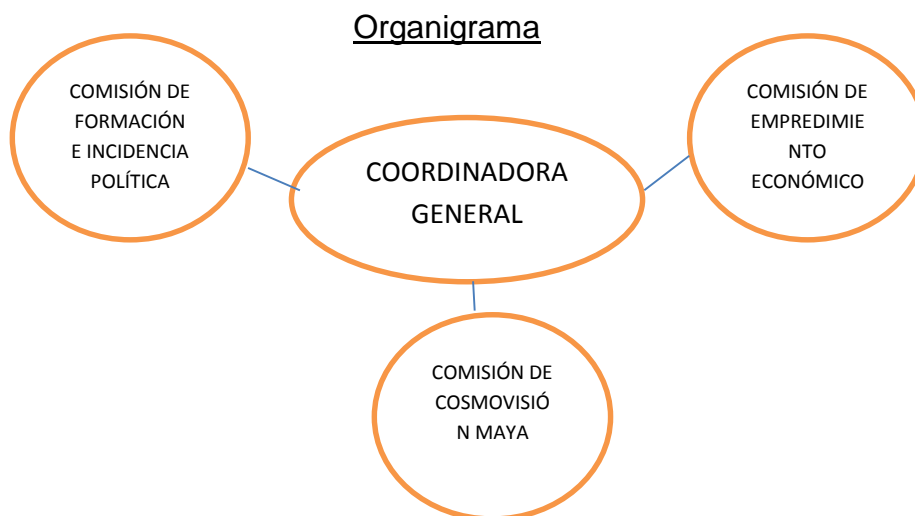 Organigrama
COMISIÓN DE
FORMACIÓN
E INCIDENCIA
POLÍTICA
COORDINADORA
GENERAL
COMISIÓN DE
EMPREDIMIE
NTO
ECONÓMICO
COMISIÓN DE
COSMOVISIÓ
N MAYA